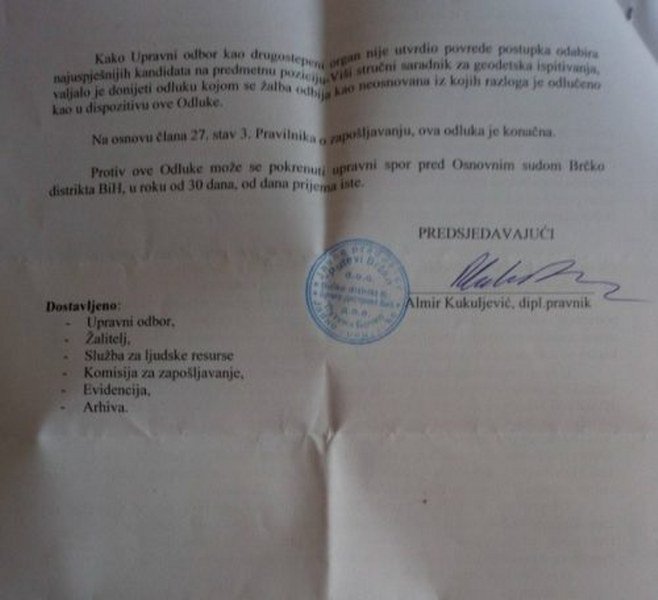 Kako Upravni odbor kao drugostepeni organ nije utvrdio povrede postupka odabira
najuspješnijih kandidata na predmetnu poziciju-Viši stručni saradnik za geodetska ispitivanja,
valjalo je donijeti odluku kojom se žalba odbija kao neosnovana iz kojih razloga je odlučeno
kao u dispozitivu ove Odluke.
Na osnovu člana 27. stav 3. Pravilnika o zapošljavanju, ova odluka je konačna.
Protiv ove Odluke može se pokrenuti upravni spor pred Osnovnim sudom Brčko
distrikta BiH, u roku od 30 dana, od dana prijema iste.
PREDSJEDAVAJUĆI
Almir Kukuljević, dipl.pravnik
Dostavljeno:
- Upravni odbor,
- Žalitelj,
- Služba za ljudske resurse
- Komisija za zapošljavanje,
- Evidencija,
- Arhiva.